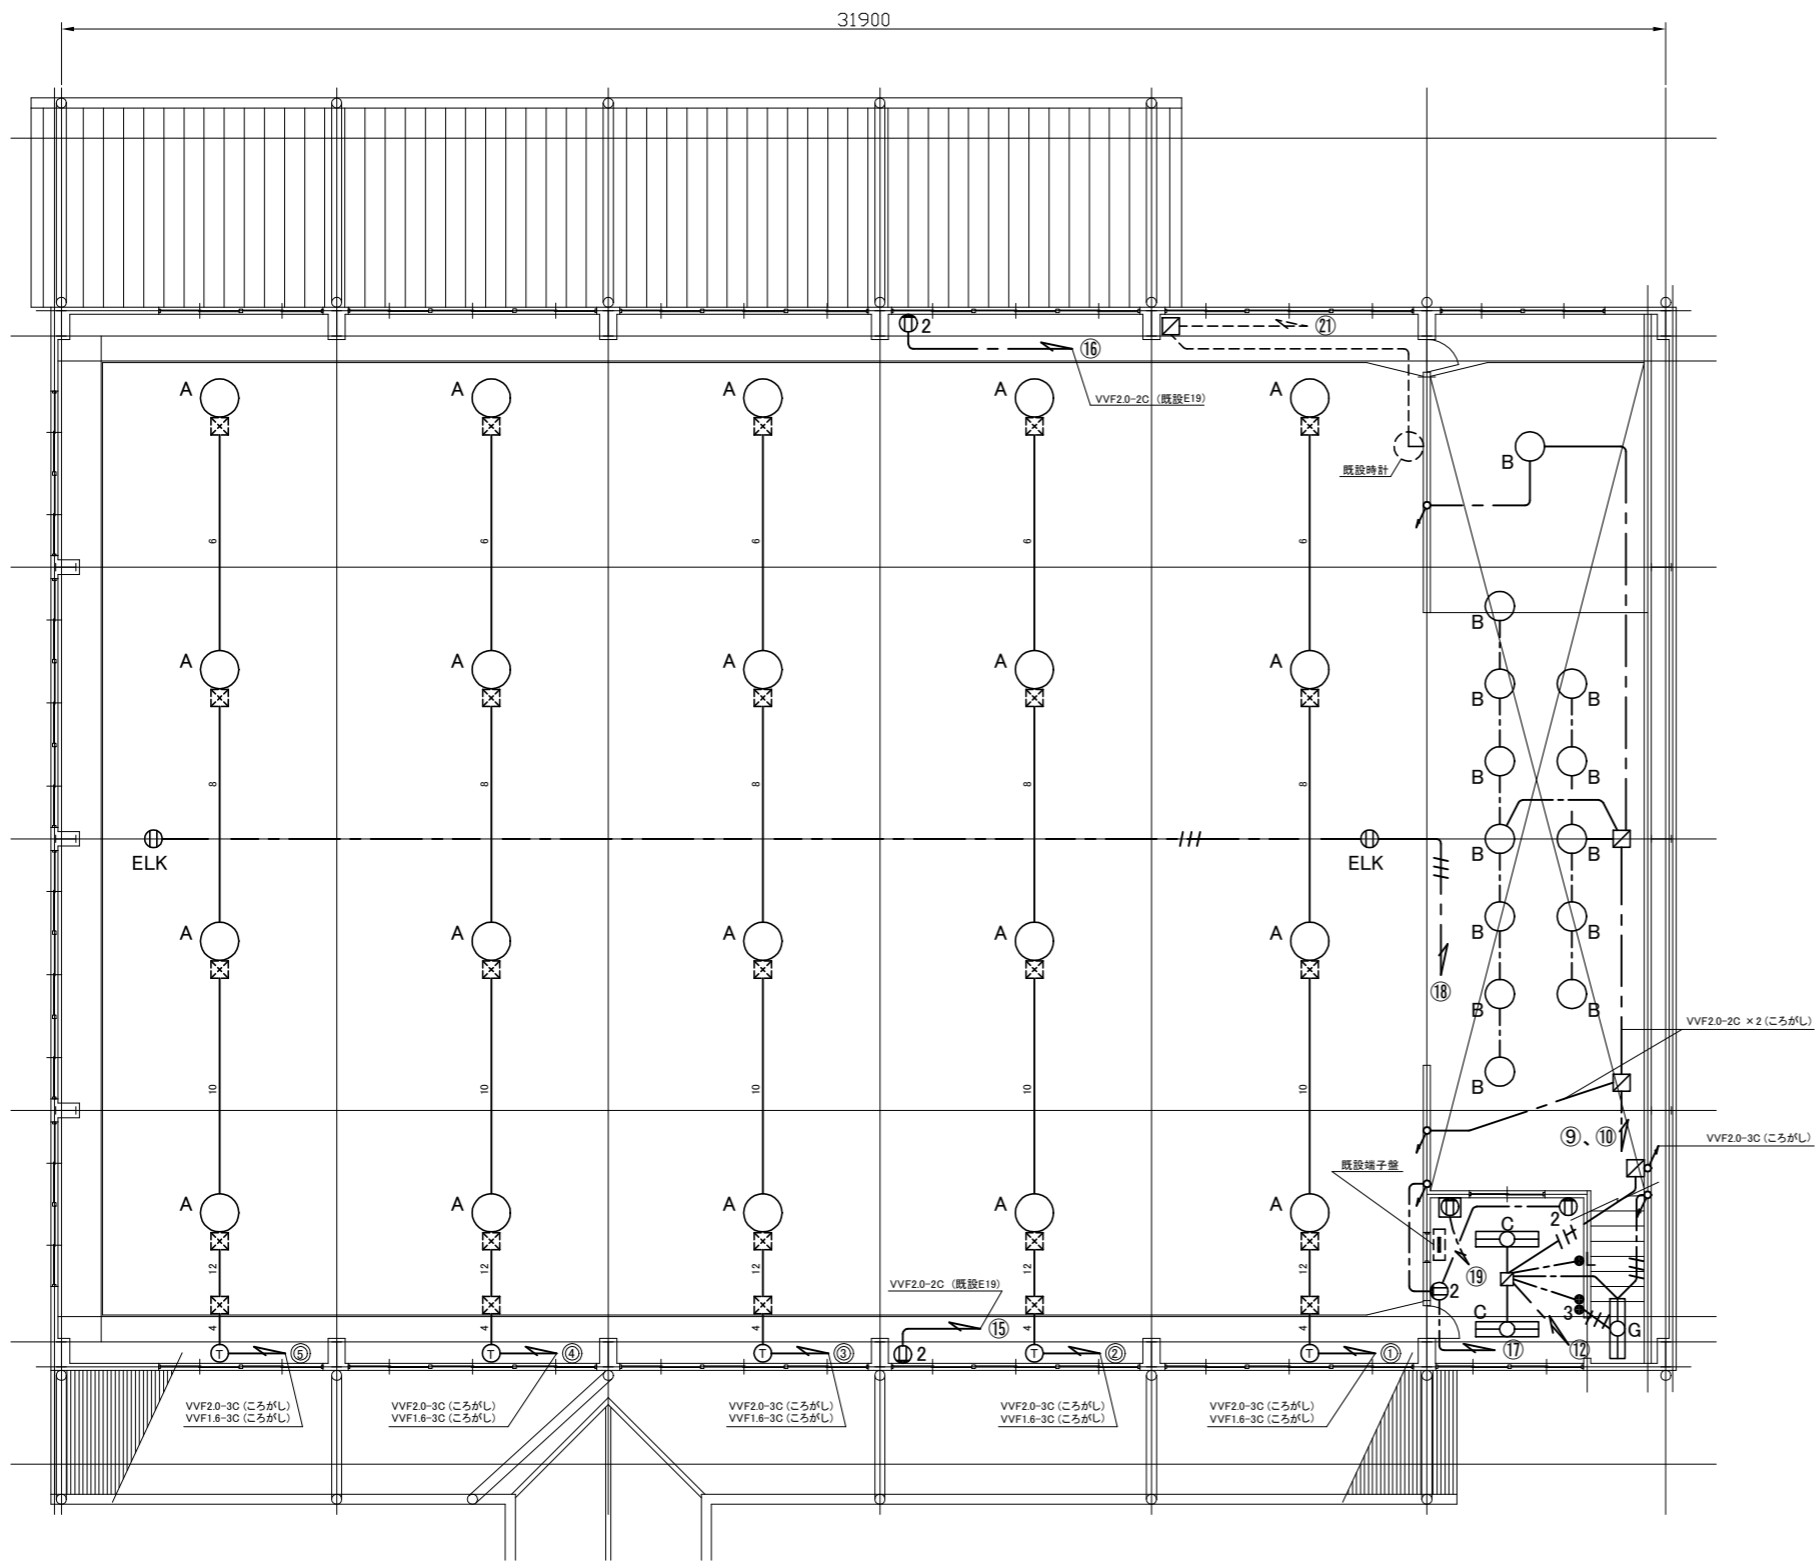 31900
2
㉑
⑯
VVF2.0-2C (既設E19)
A A A A A
既設時計
B
6 6 6 6 6
B
A A A A A
B B
B B
8 8 8 8 8
ELK
ELK
B B
B B
A A A A A
⑱
B B
VVF2.0-2C ×2 (ころがし)
B
10 10 10 10 10
⑨、⑩
VVF2.0-3C (ころがし)
既設端子盤
A A A A A
2
C
L
12 12 12 12 12
⑲
VVF2.0-2C (既設E19)
2
C
3
G
4 4 4 4 4
⑮
T ⑤
T ④
T ③
2
T ②
T ①
⑰
⑫
VVF2.0-3C (ころがし)
VVF1.6-3C (ころがし)
VVF2.0-3C (ころがし)
VVF1.6-3C (ころがし)
VVF2.0-3C (ころがし)
VVF1.6-3C (ころがし)
VVF2.0-3C (ころがし)
VVF1.6-3C (ころがし)
VVF2.0-3C (ころがし)
VVF1.6-3C (ころがし)